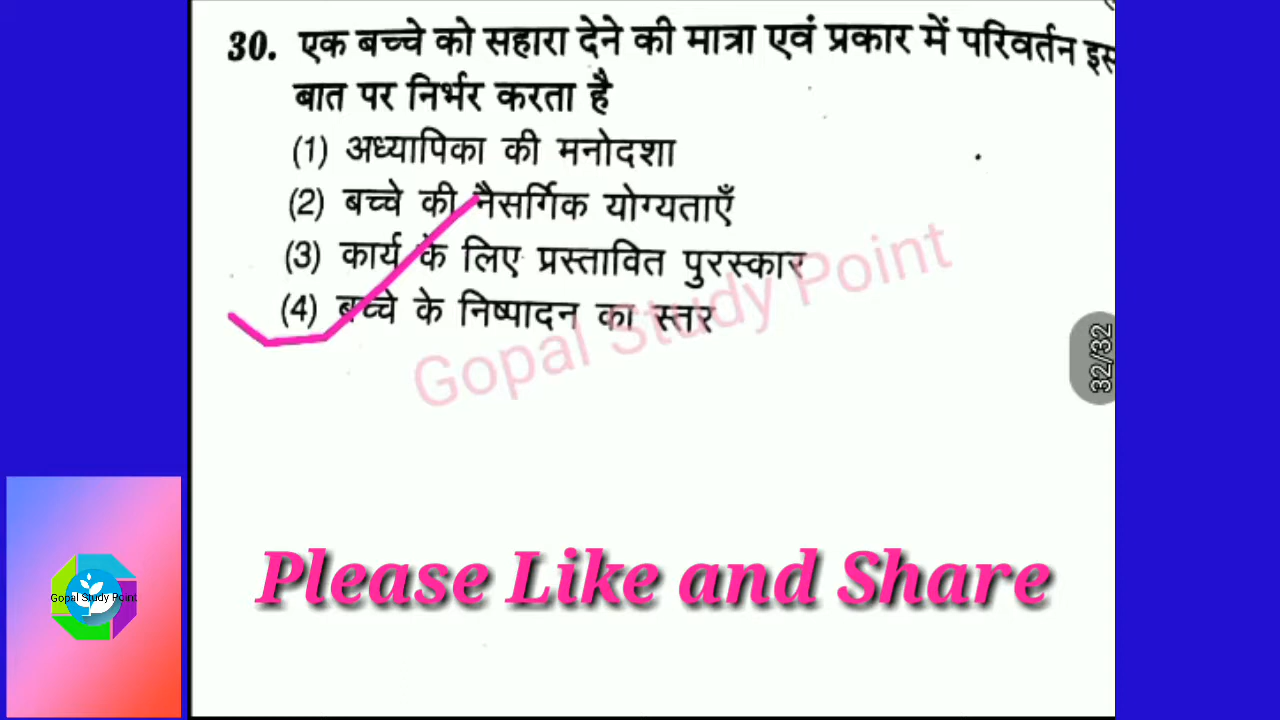 30. एक बच्चे को सहारा देने की मात्रा एवं प्रकार में परिवर्तन इस
बात पर निर्भर करता है
(1) अध्यापिका की मनोदशा
(2) बच्चे की नैसर्गिक योग्यताएँ
(3) कार्य के लिए प्रस्तावित पुरस्कार
(4) बच्चे के निष्पादन का स्तर
Gopal Study Point
32/32
Gopal Study Point
Please Like and Share